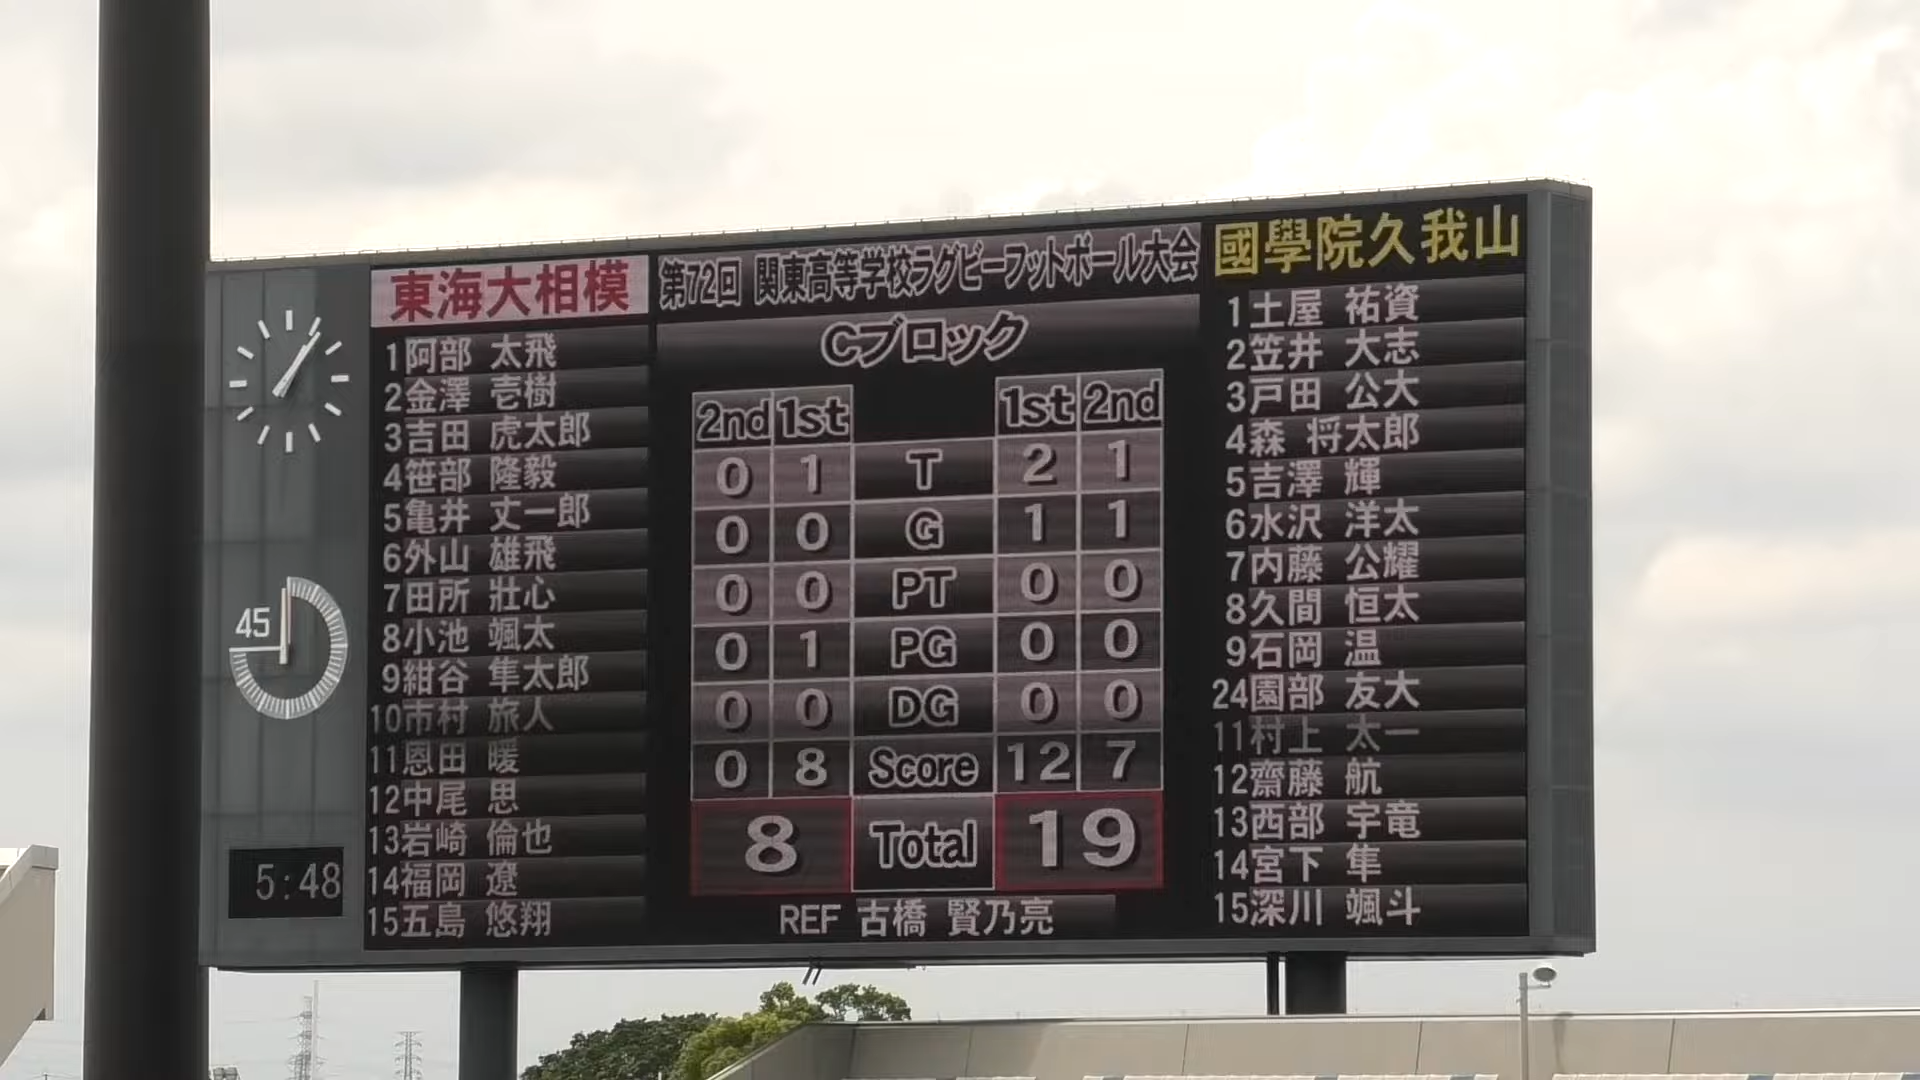 東海大相模
1阿部 太飛
2金澤 壱樹
3吉田 虎太郎
4笹部 隆毅
5亀井 丈一郎
6外山 雄飛
7田所 壯心
8小池 颯太
9紺谷 隼太郎
10市村 旅人
11恩田 暖
12中尾 思
13岩崎 倫也
14福岡 遼
15五島 悠翔
第72回 関東高等学校ラグビーフットボール大会
Cブロック
2nd 1st 1st 2nd
0 1 T 2 1
0 0 G 1 1
0 0 PT 0 0
0 1 PG 0 0
0 0 DG 0 0
0 8 Score 12 7
8 Total 19
REF 古橋 賢乃亮
國學院久我山
1土屋 祐資
2笠井 大志
3戸田 公大
4森 将太郎
5吉澤 輝
6水沢 洋太
7内藤 公耀
8久間 恒太
9石岡 温
24園部 友大
11村上 太一
12齋藤 航
13西部 宇竜
14宮下 隼
15深川 颯斗
45
5:48